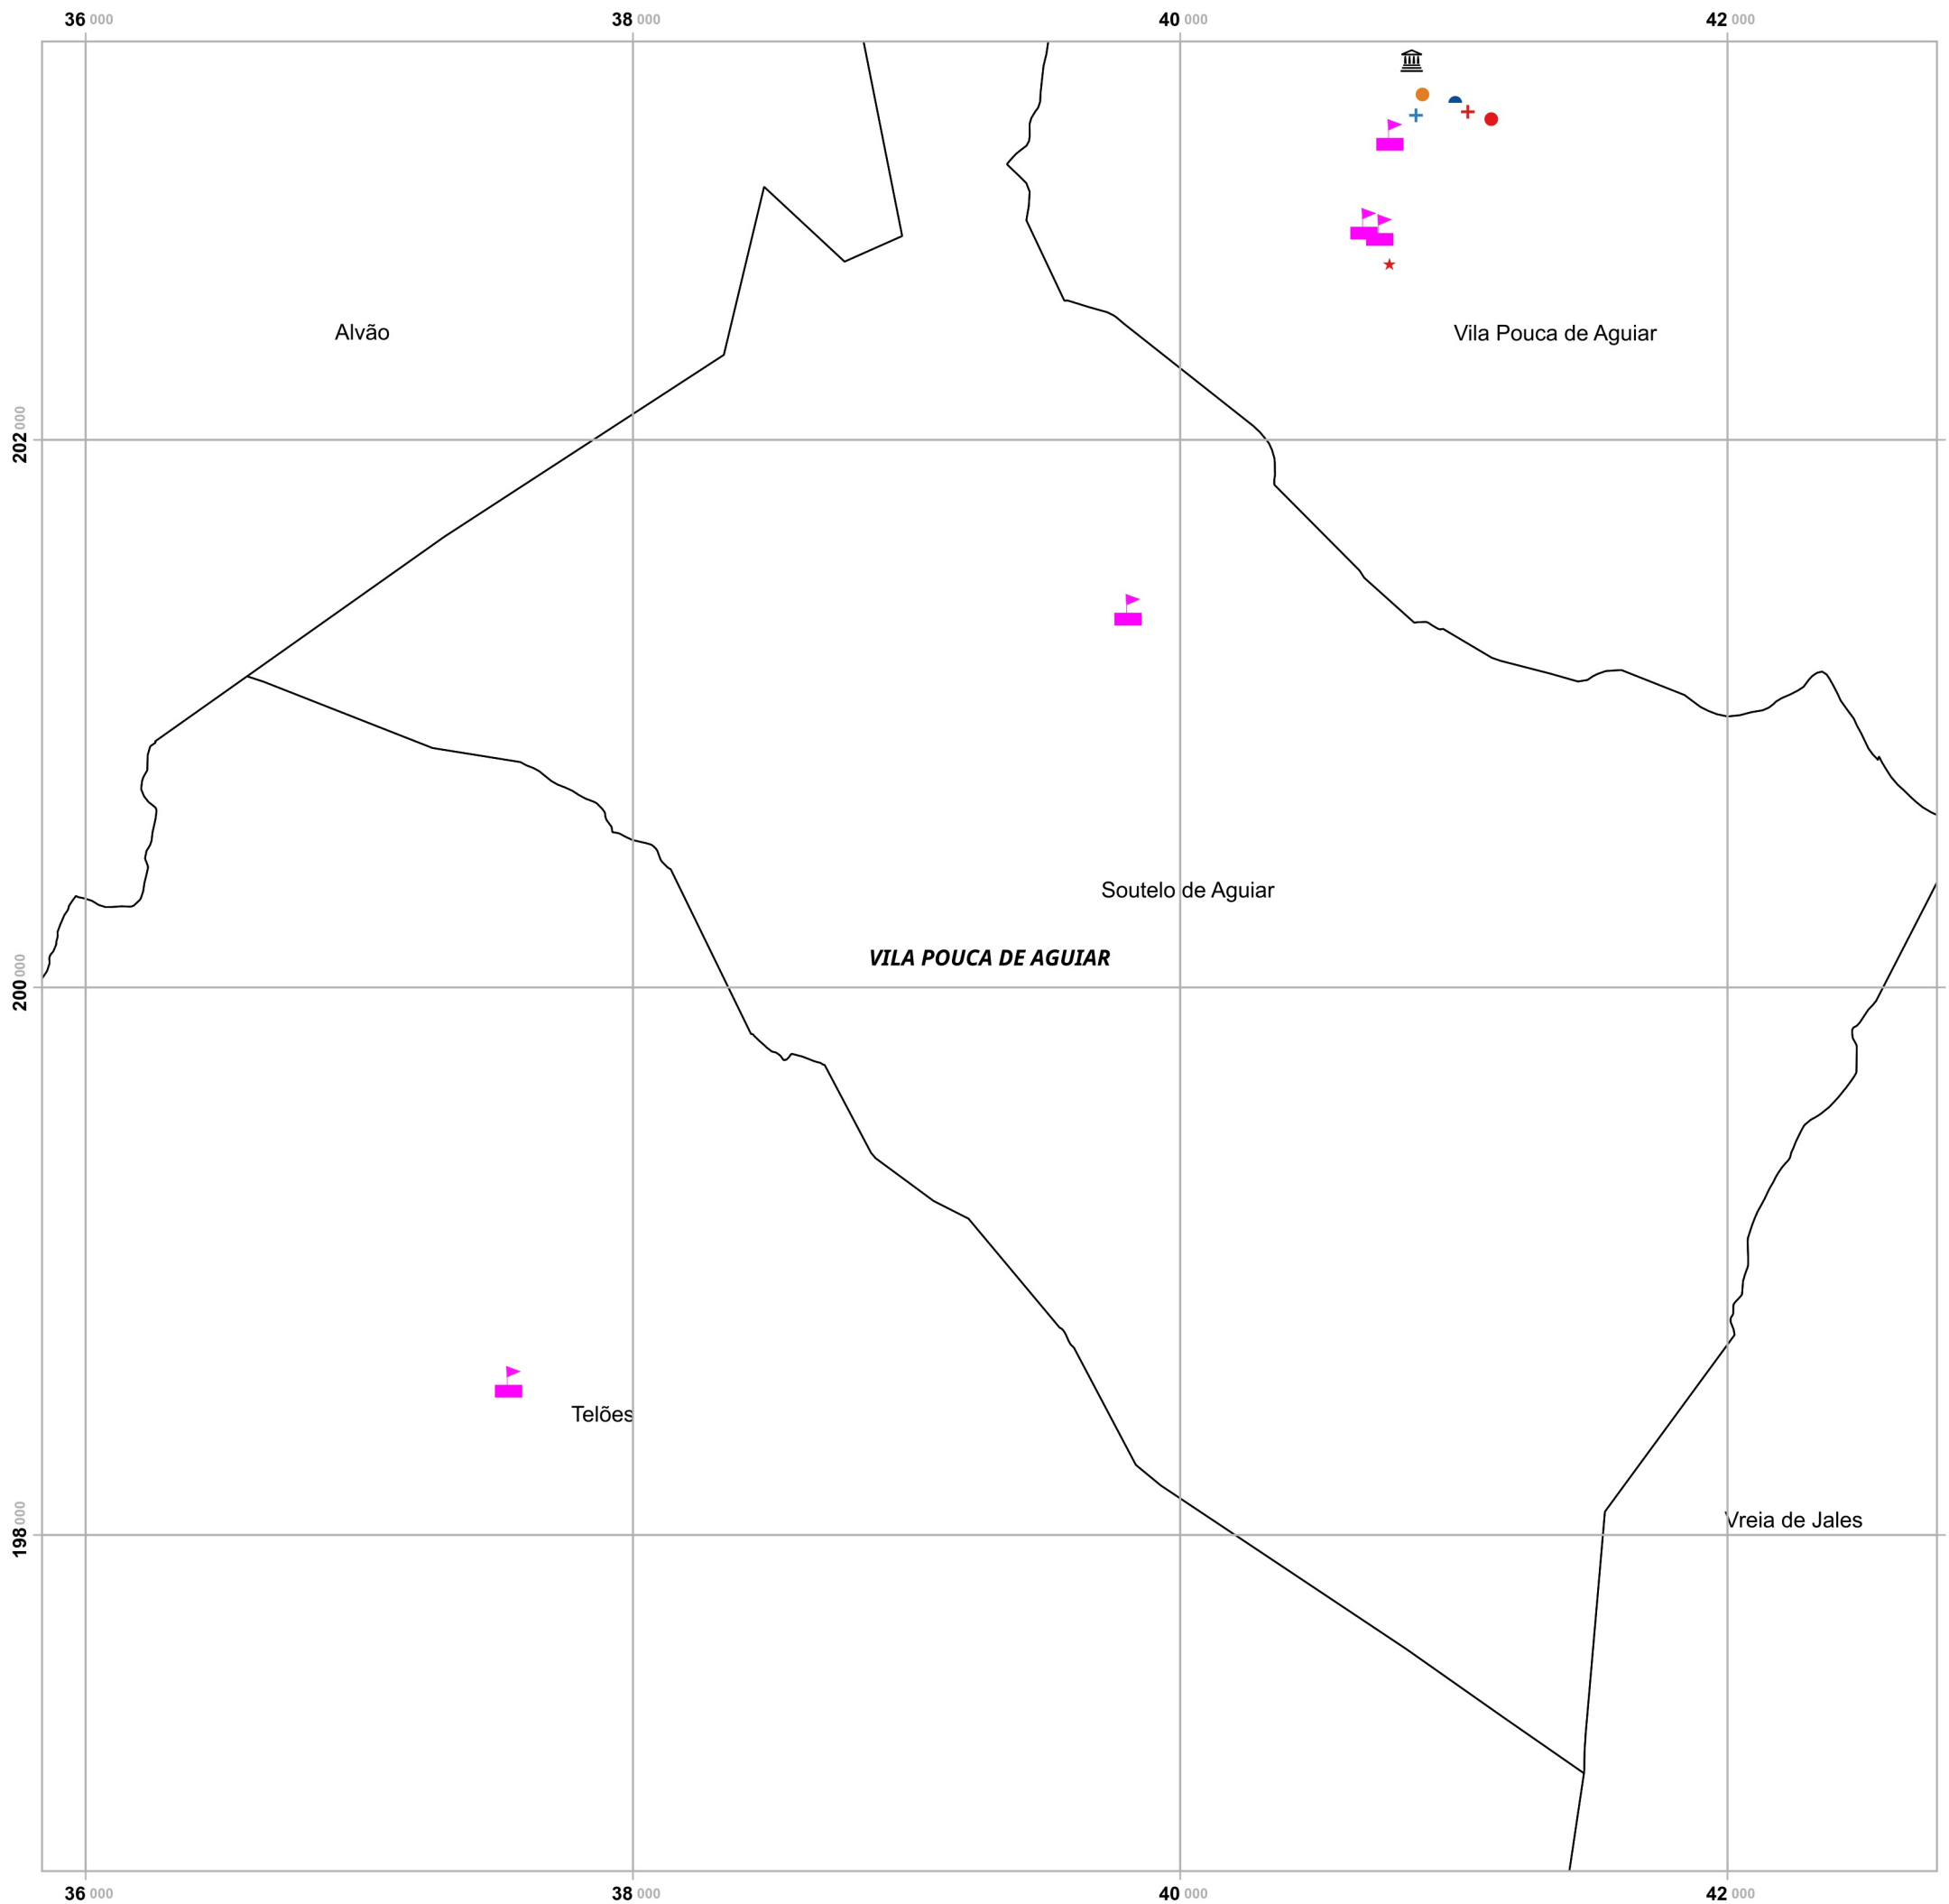 36 000 38 000 40 000 42 000
Alvão
Vila Pouca de Aguiar
202 000
Soutelo de Aguiar
VILA POUCA DE AGUIAR
200 000
Telões
Vreia de Jales
198 000
36 000 38 000 40 000 42 000